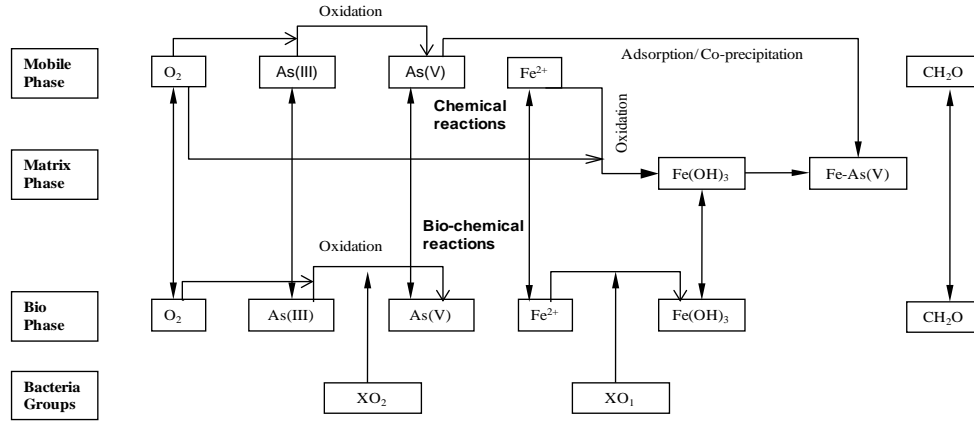 Oxidation
Mobile
Phase
O₂
As(III)
As(V)
Fe²⁺
Adsorption/ Co-precipitation
CH₂O
Chemical
reactions
Oxidation
Matrix
Phase
Fe(OH)₃
Fe-As(V)
Bio-chemical
reactions
Oxidation
Bio
Phase
O₂
As(III)
As(V)
Fe²⁺
Fe(OH)₃
CH₂O
Bacteria
Groups
XO₂
XO₁